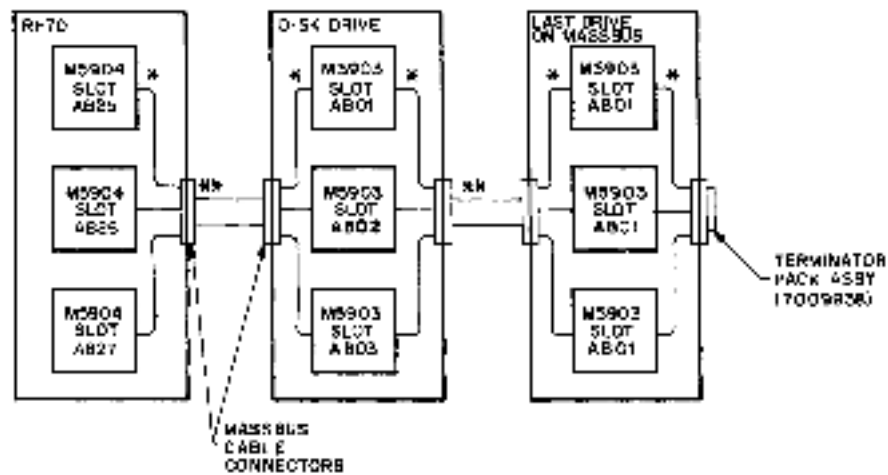 RH70
M5904
SLOT
AB25
*
M5904
SLOT
AB26
M5904
SLOT
AB27
**
DISK DRIVE
*
M5903
SLOT
AB01
*
M5903
SLOT
AB02
M5903
SLOT
AB03
**
LAST DRIVE
ON MASSBUS
*
M5903
SLOT
AB01
*
M5903
SLOT
AB01
M5903
SLOT
AB01
TERMINATOR
PACK ASSY
(7009938)
MASSBUS
CABLE
CONNECTORS